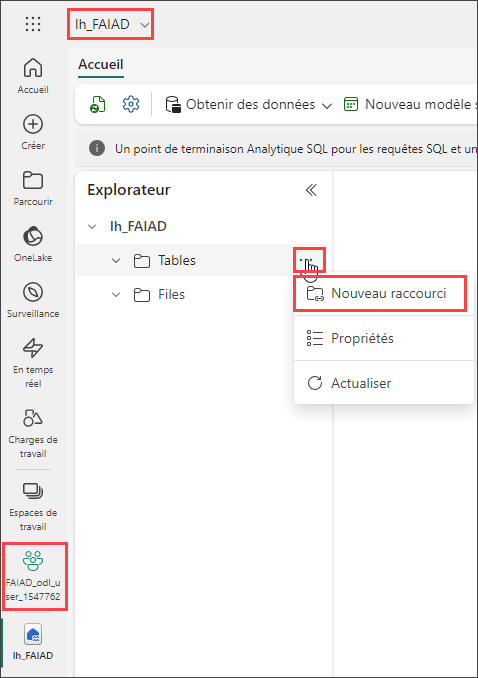 lh_FAIAD
Accueil
Accueil
Obtenir des données
Nouveau modèle s
Créer
Un point de terminaison Analytique SQL pour les requêtes SQL et un
Parcourir
Explorateur
lh_FAIAD
OneLake
Tables
Files
Nouveau raccourci
Surveillance
Propriétés
En temps
réel
Actualiser
Charges de
travail
Espaces de
travail
FAIAD_odl_u
ser_1547762
lh_FAIAD